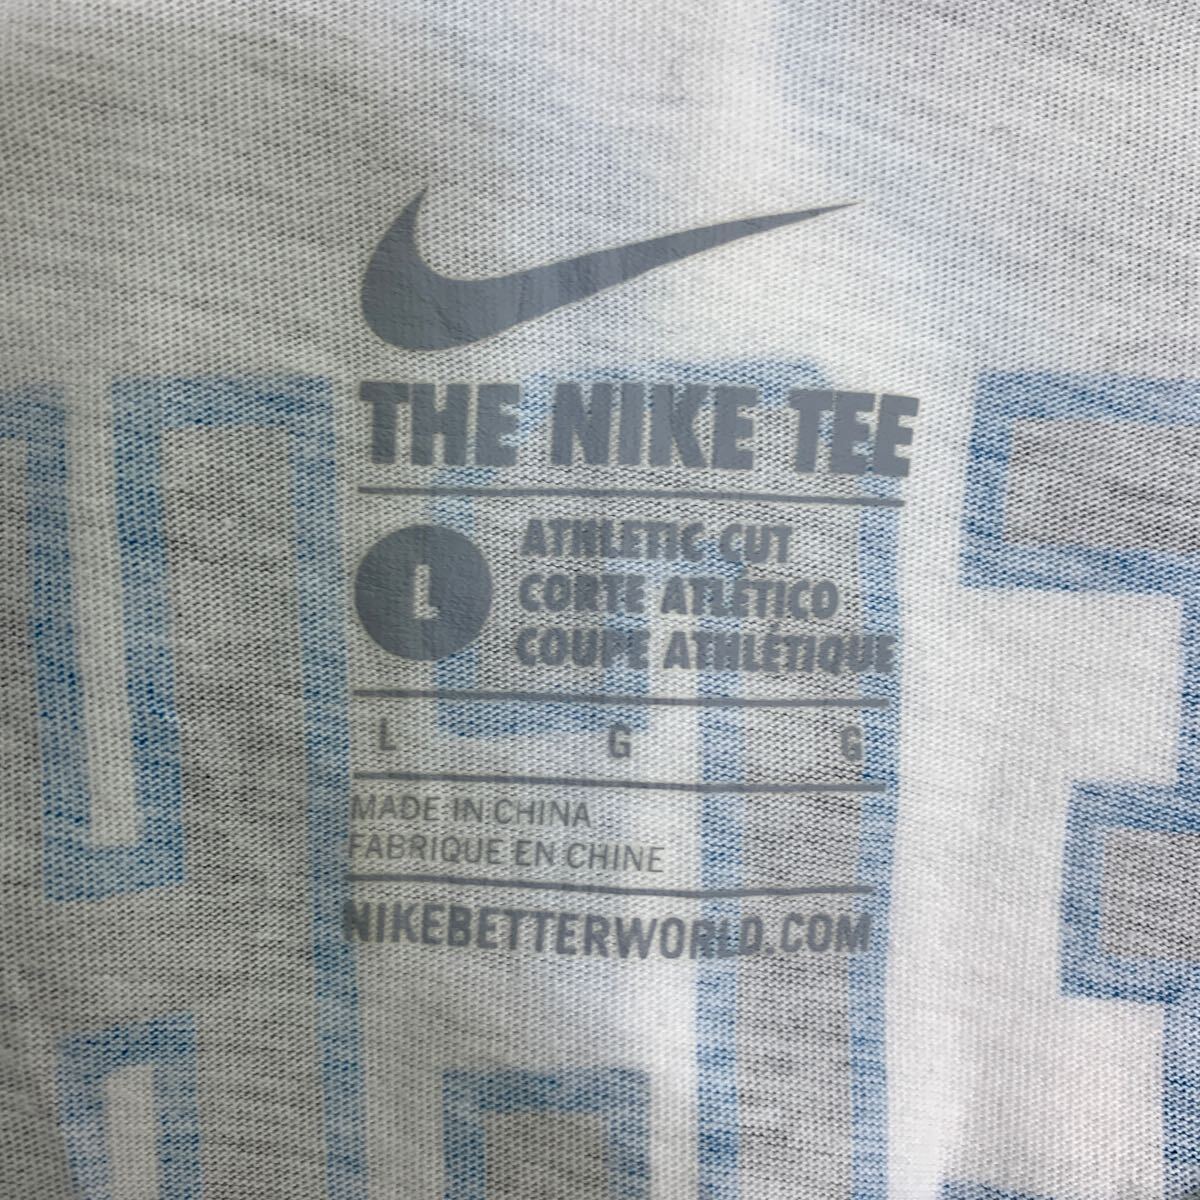 THE NIKE TEE
L
ATHLETIC CUT
CORTE ATLÉTICO
COUPE ATHLÉTIQUE
L G G
MADE IN CHINA
FABRIQUE EN CHINE
NIKEBETTERWORLD.COM